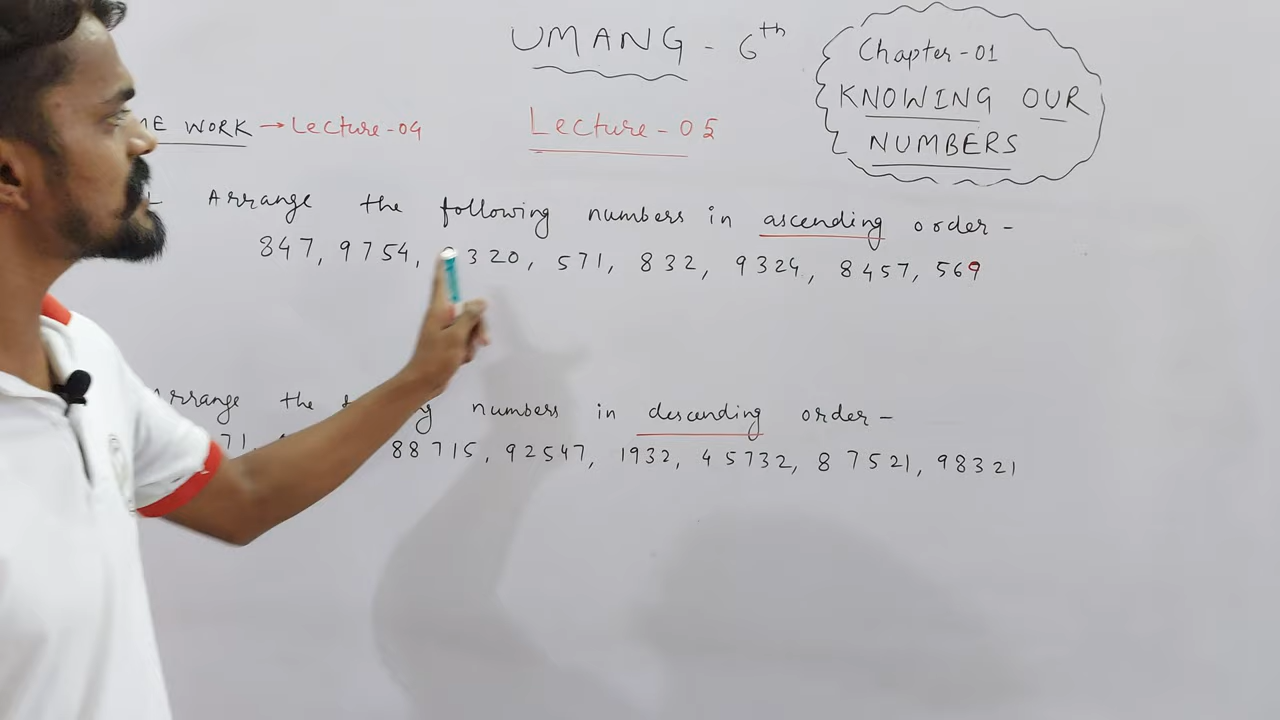 UMANG - 6th
Chapter-01
KNOWING OUR
NUMBERS
WORK → Lecture-04
Lecture-05
Arrange the following numbers in ascending order-
847, 9754, 320, 571, 832, 9324, 8457, 569
the numbers in descending order-
88715, 92547, 1932, 45732, 87521, 98321